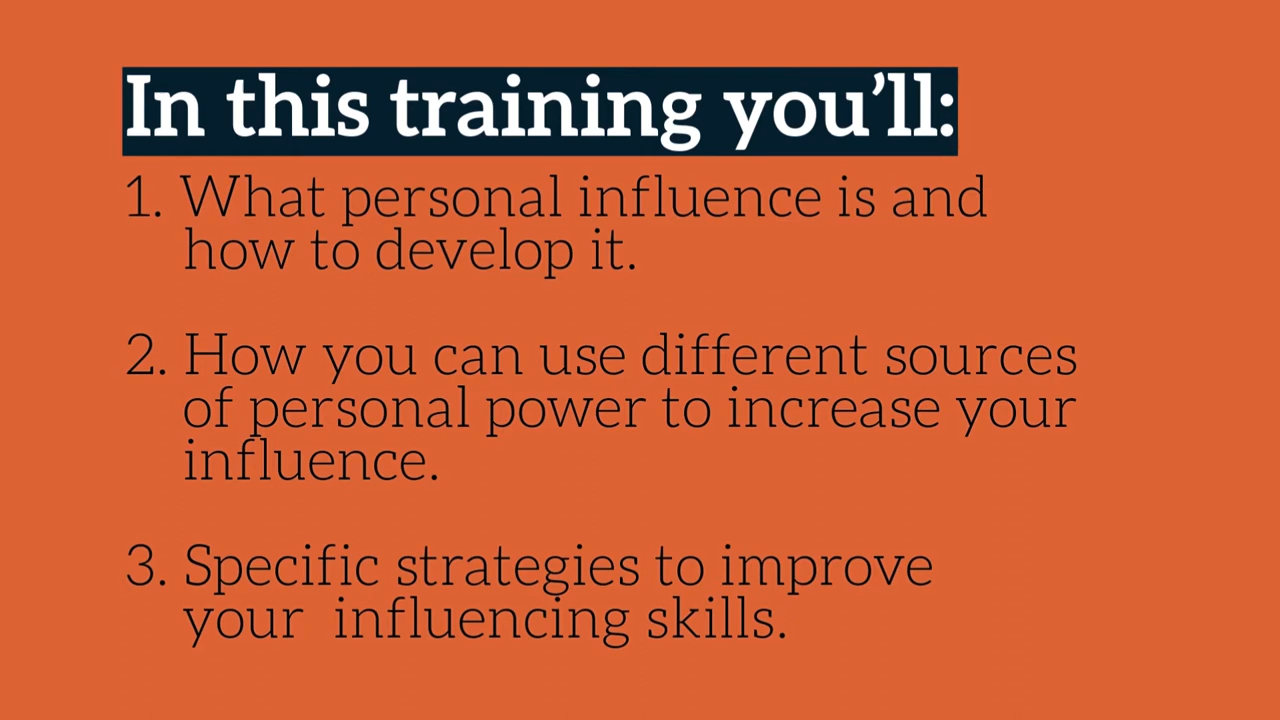 In this training you’ll:
1. What personal influence is and
how to develop it.
2. How you can use different sources
of personal power to increase your
influence.
3. Specific strategies to improve
your  influencing skills.